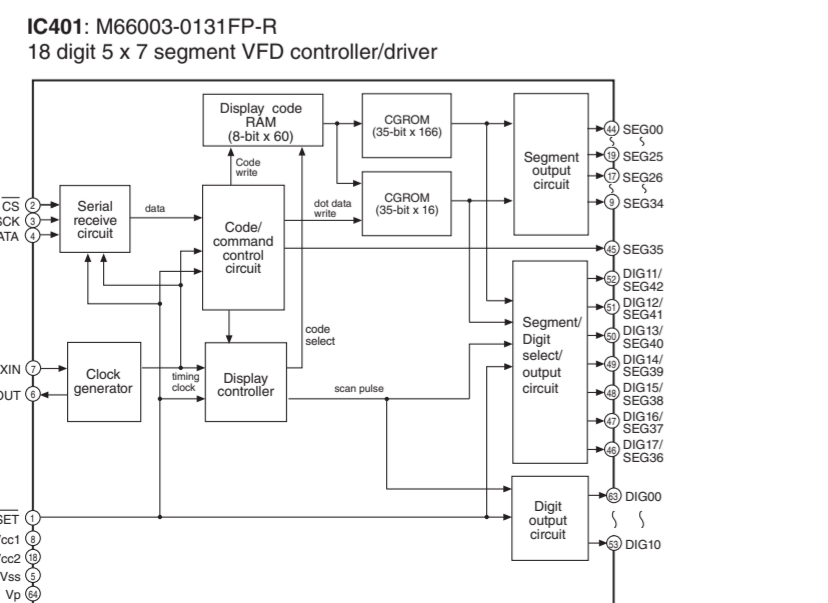 IC401: M66003-0131FP-R
18 digit 5 x 7 segment VFD controller/driver
Display code
RAM
(8-bit x 60)
CGROM
(35-bit x 166)
Segment
output
circuit
44 SEG00
19 SEG25
17 SEG26
9 SEG34
Code
write
CS 2
SCK 3
ATA 4
Serial
receive
circuit
data
Code/
command
control
circuit
dot data
write
CGROM
(35-bit x 16)
45 SEG35
Segment/
Digit
select/
output
circuit
52 DIG11/
SEG42
51 DIG12/
SEG41
50 DIG13/
SEG40
49 DIG14/
SEG39
48 DIG15/
SEG38
47 DIG16/
SEG37
46 DIG17/
SEG36
code
select
XIN 7
OUT 6
Clock
generator
timing
clock
Display
controller
scan pulse
SET 1
Vcc1 8
Vcc2 18
Vss 5
Vp 64
Digit
output
circuit
63 DIG00
53 DIG10